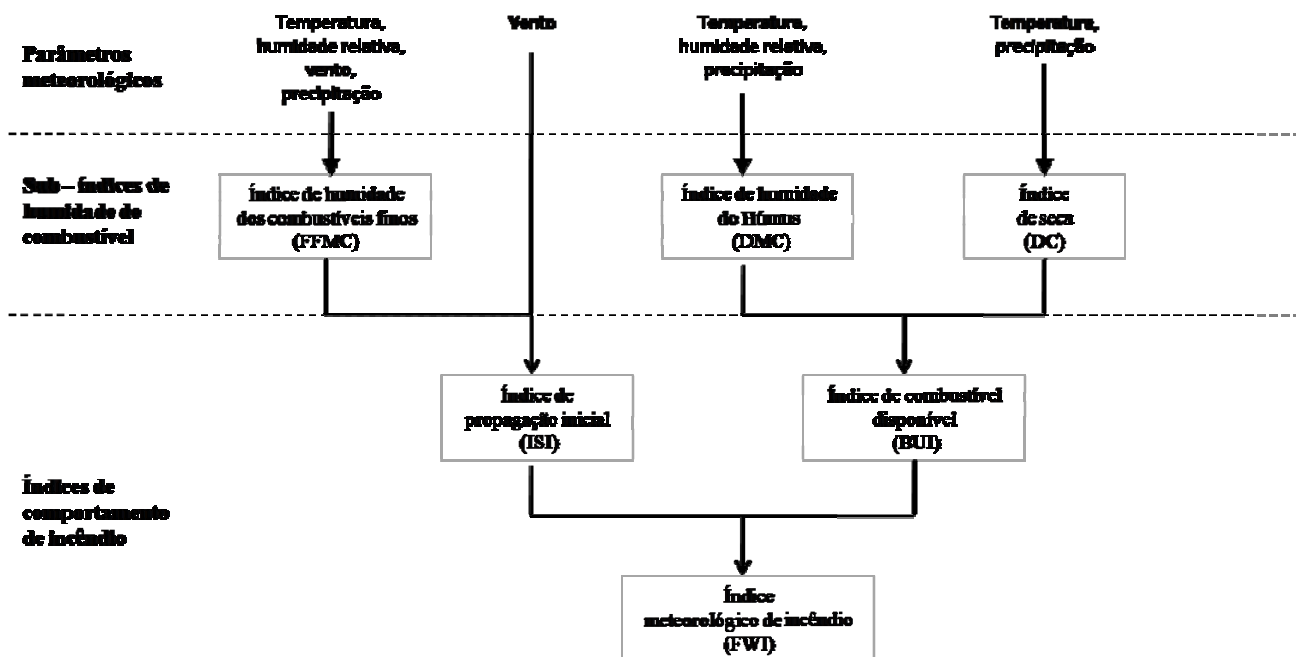 Parâmetros
meteorológicos
Temperatura,
humidade relativa,
vento,
precipitação
Vento
Temperatura,
humidade relativa,
precipitação
Temperatura,
precipitação
Sub – índices de
humidade do
combustível
Índice de humidade
dos combustíveis finos
(FFMC)
Índice de humidade
do Húmus
(DMC)
Índice
de seca
(DC)
Índices de
comportamento
de incêndio
Índice de
propagação inicial
(ISI)
Índice de combustível
disponível
(BUI)
Índice
meteorológico de incêndio
(FWI)